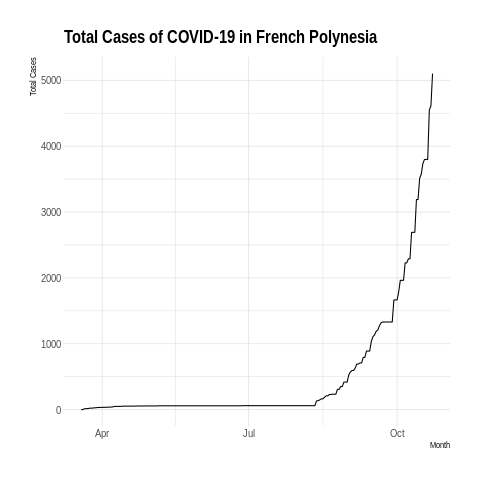 Total Cases of COVID-19 in French Polynesia
Total Cases
5000
4000
3000
2000
1000
0
Apr
Jul
Oct
Month